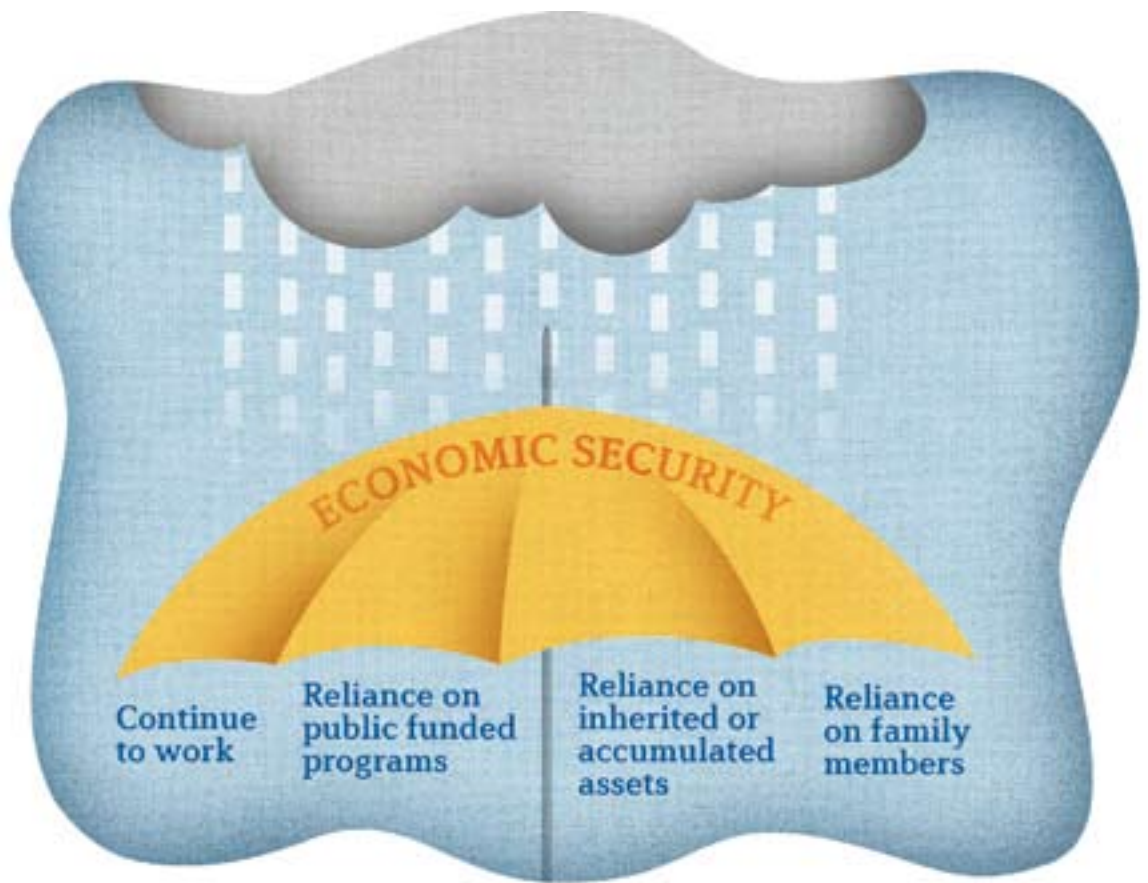 ECONOMIC SECURITY
Continue
to work
Reliance on
public funded
programs
Reliance on
inherited or
accumulated
assets
Reliance
on family
members